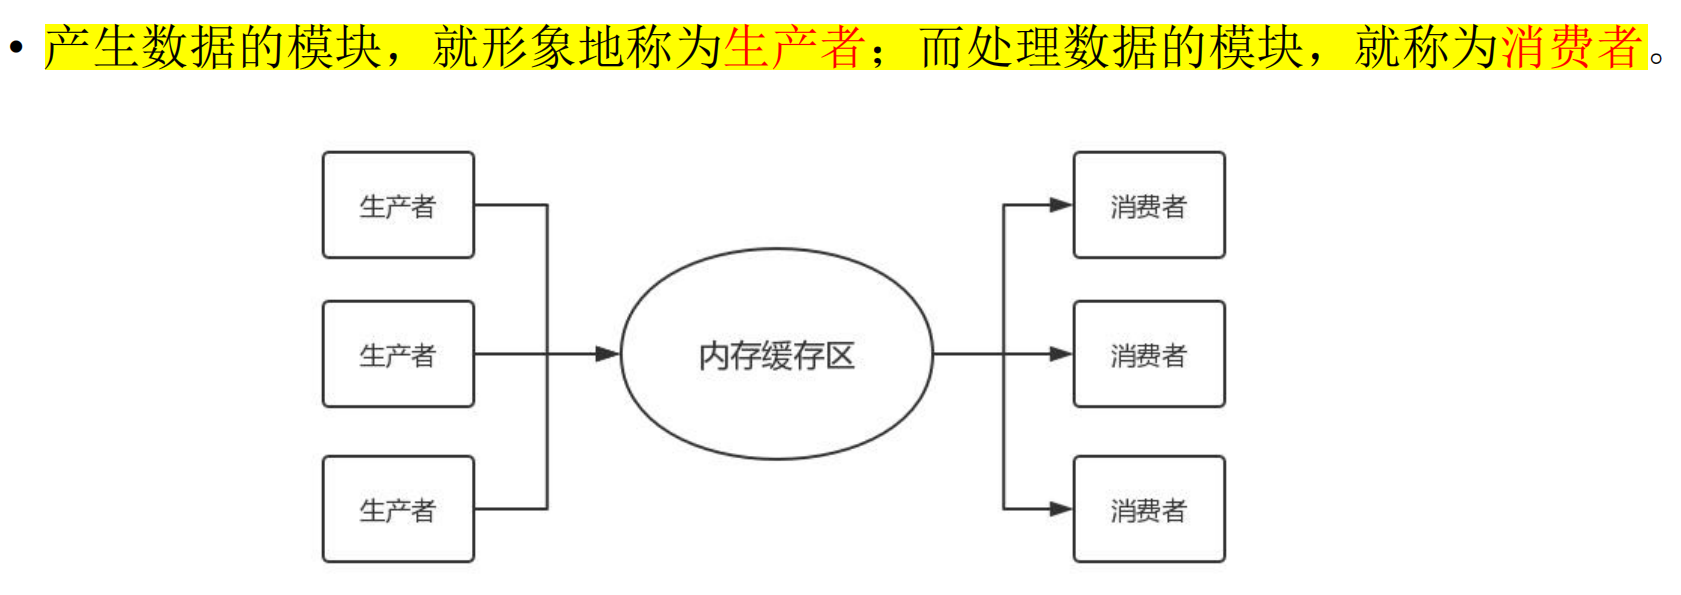 • 产生数据的模块，就形象地称为生产者；而处理数据的模块，就称为消费者。
生产者
消费者
生产者
内存缓存区
消费者
生产者
消费者